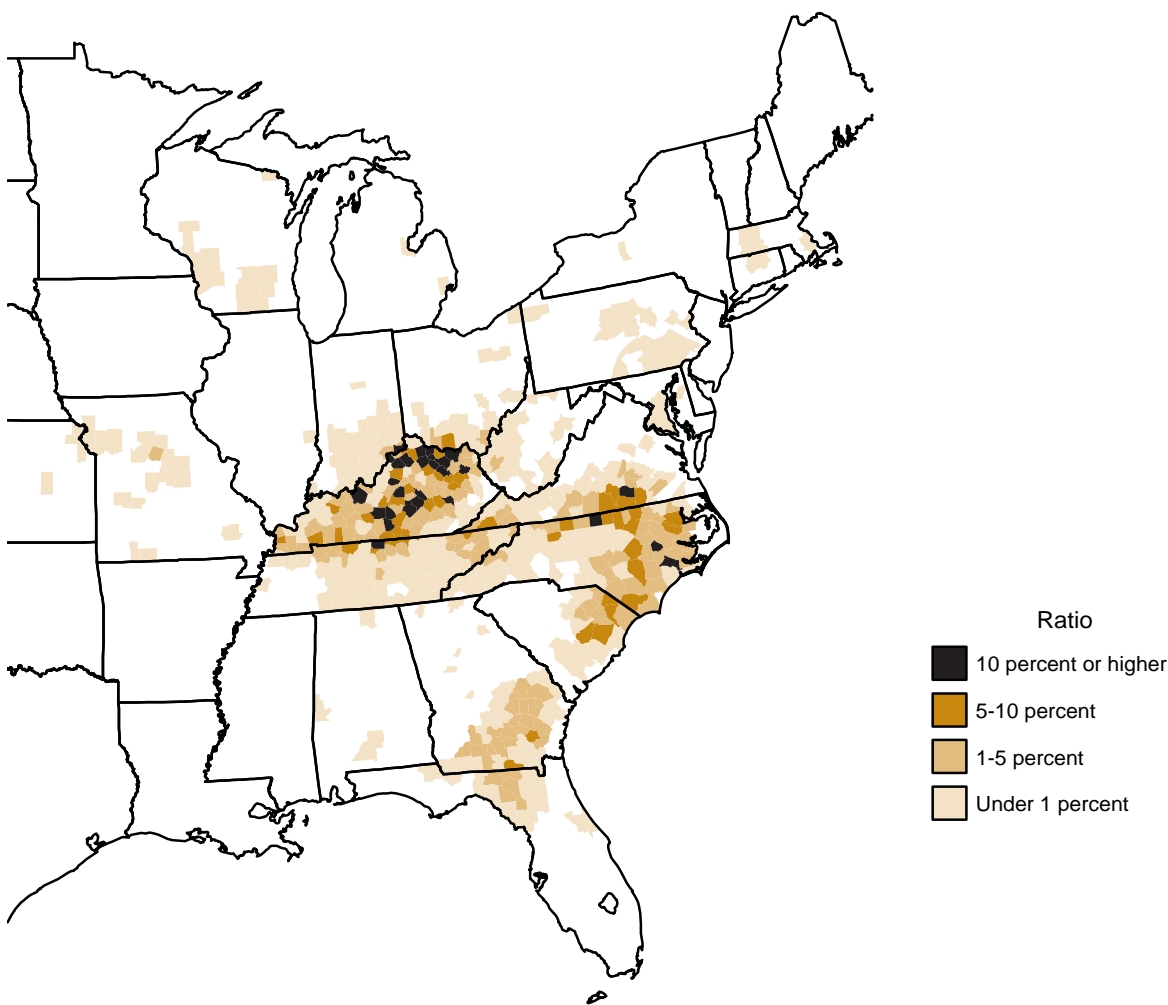 Ratio
10 percent or higher
5-10 percent
1-5 percent
Under 1 percent